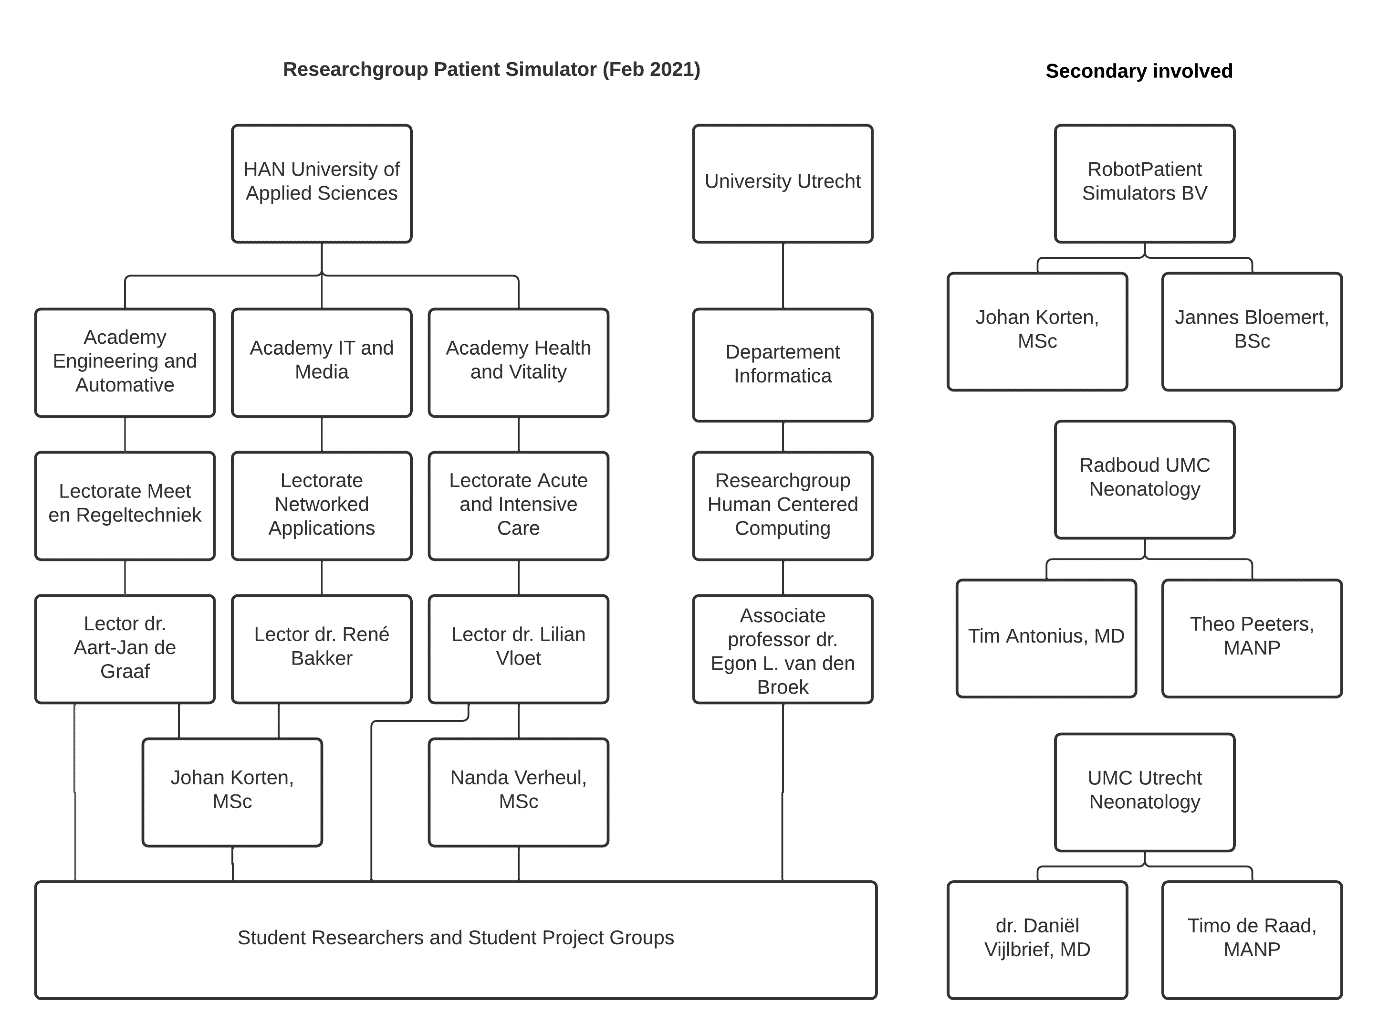 Researchgroup Patient Simulator (Feb 2021)
HAN University of
Applied Sciences
University Utrecht
Academy
Engineering and
Automative
Academy IT and
Media
Academy Health
and Vitality
Departement
Informatica
Lectorate Meet
en Regeltechniek
Lectorate
Networked
Applications
Lectorate Acute
and Intensive
Care
Researchgroup
Human Centered
Computing
Lector dr.
Aart-Jan de
Graaf
Lector dr. René
Bakker
Lector dr. Lilian
Vloet
Associate
professor dr.
Egon L. van den
Broek
Johan Korten,
MSc
Nanda Verheul,
MSc
Student Researchers and Student Project Groups
Secondary involved
RobotPatient
Simulators BV
Johan Korten,
MSc
Jannes Bloemert,
BSc
Radboud UMC
Neonatology
Tim Antonius, MD
Theo Peeters,
MANP
UMC Utrecht
Neonatology
dr. Daniël
Vijlbrief, MD
Timo de Raad,
MANP